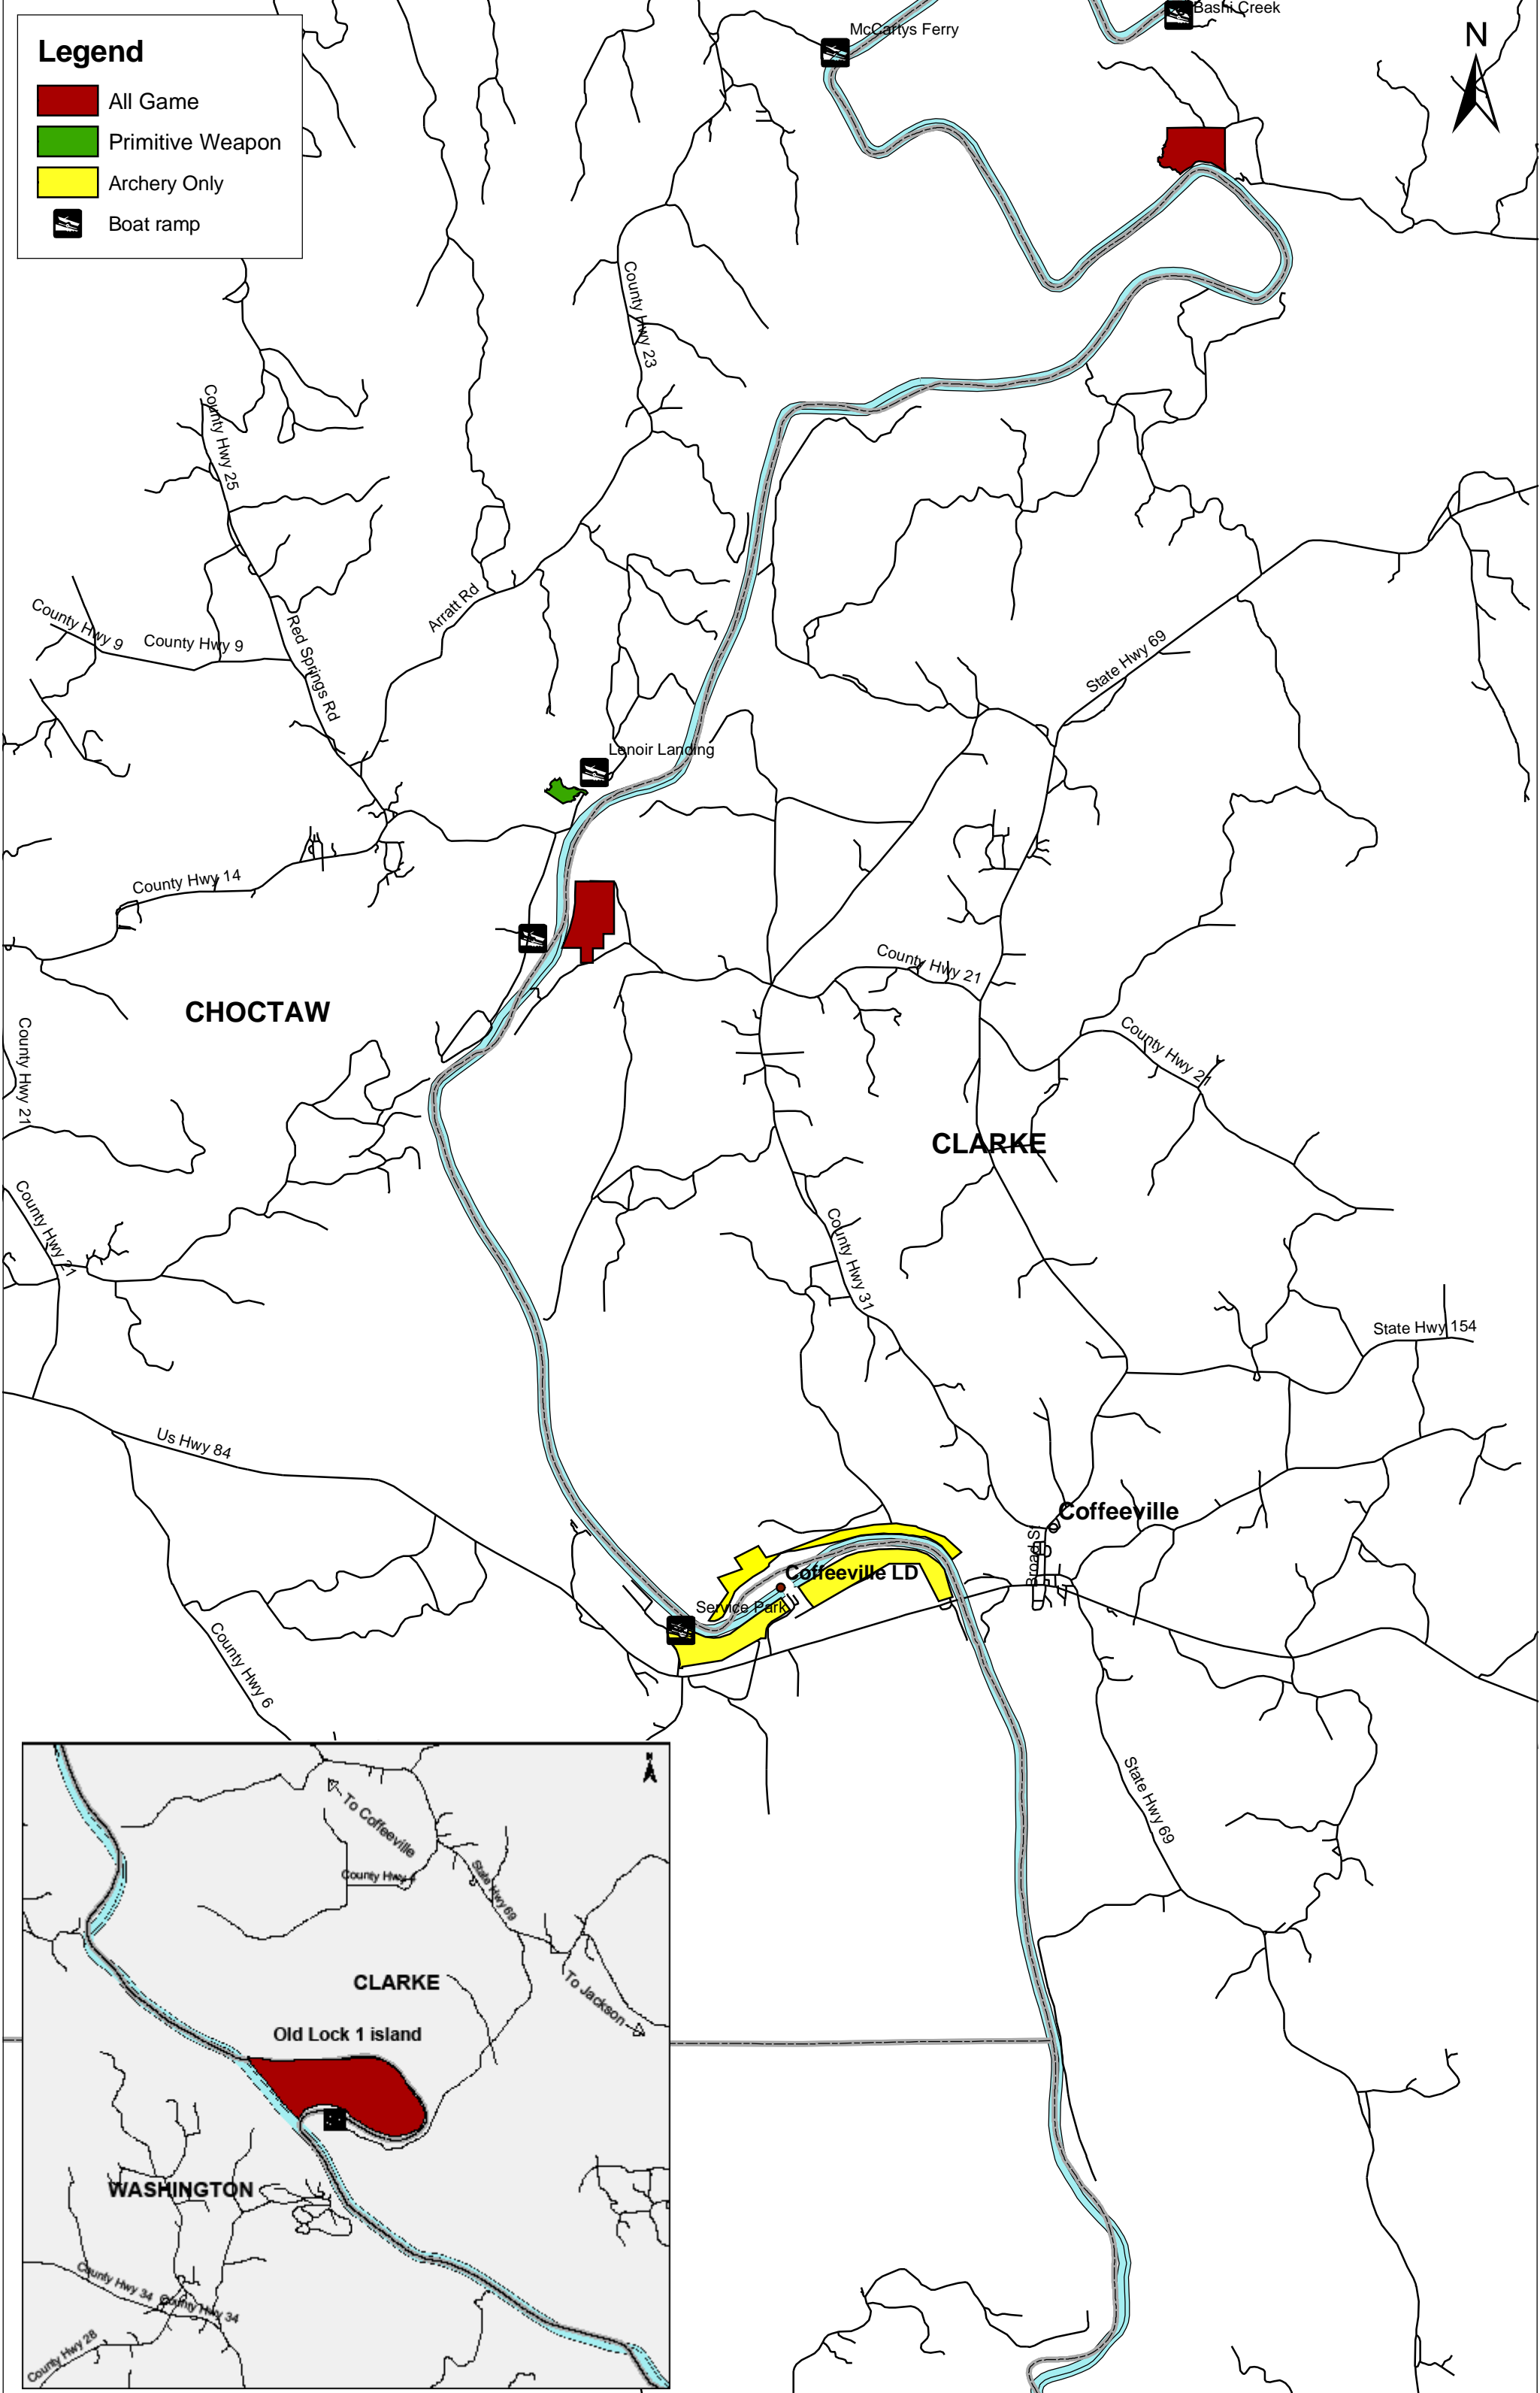 Bashi Creek
McCartys Ferry
N
Legend
All Game
Primitive Weapon
Archery Only
Boat ramp
County Hwy 23
County Hwy 25
Arratt Rd
County Hwy 9
County Hwy 9
Red Springs Rd
State Hwy 69
Lenoir Landing
County Hwy 14
County Hwy 21
CHOCTAW
County Hwy 21
County Hwy 21
CLARKE
County Hwy 21
County Hwy 31
State Hwy 154
Us Hwy 84
Coffeeville
Broad St
Coffeeville LD
Service Park
County Hwy 6
State Hwy 69
N
To Coffeeville
County Hwy 4
State Hwy 69
CLARKE
To Jackson
Old Lock 1 island
WASHINGTON
County Hwy 34
County Hwy 34
County Hwy 28